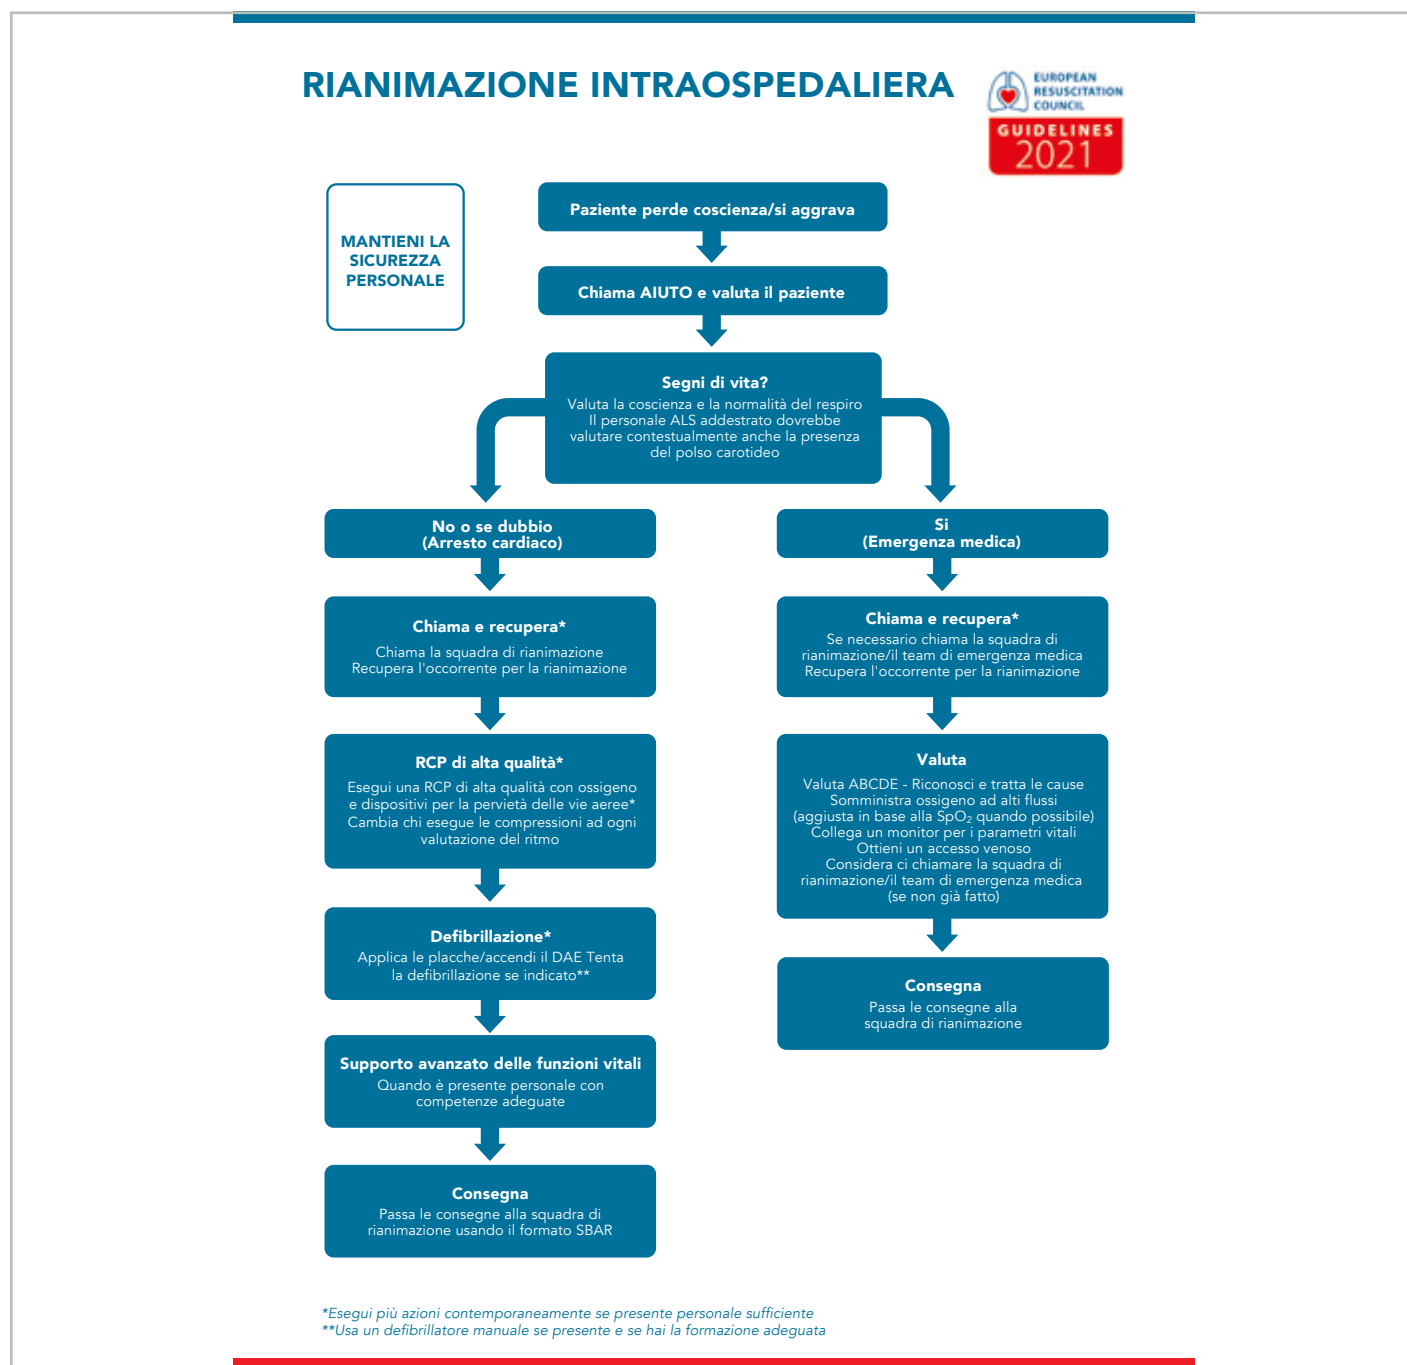 RIANIMAZIONE INTRAOSPEDALIERA
EUROPEAN
RESUSCITATION
COUNCIL
GUIDELINES
2021
MANTIENI LA
SICUREZZA
PERSONALE
Paziente perde coscienza/si aggrava
Chiama AIUTO e valuta il paziente
Segni di vita?
Valuta la coscienza e la normalità del respiro
Il personale ALS addestrato dovrebbe
valutare contestualmente anche la presenza
del polso carotideo
No o se dubbio
(Arresto cardiaco)
Chiama e recupera*
Chiama la squadra di rianimazione
Recupera l'occorrente per la rianimazione
RCP di alta qualità*
Esegui una RCP di alta qualità con ossigeno
e dispositivi per la pervietà delle vie aeree*
Cambia chi esegue le compressioni ad ogni
valutazione del ritmo
Defibrillazione*
Applica le placche/accendi il DAE Tenta
la defibrillazione se indicato**
Supporto avanzato delle funzioni vitali
Quando è presente personale con
competenze adeguate
Consegna
Passa le consegne alla squadra di
rianimazione usando il formato SBAR
Si
(Emergenza medica)
Chiama e recupera*
Se necessario chiama la squadra di
rianimazione/il team di emergenza medica
Recupera l'occorrente per la rianimazione
Valuta
Valuta ABCDE - Riconosci e tratta le cause
Somministra ossigeno ad alti flussi
(aggiusta in base alla SpO₂ quando possibile)
Collega un monitor per i parametri vitali
Ottieni un accesso venoso
Considera ci chiamare la squadra di
rianimazione/il team di emergenza medica
(se non già fatto)
Consegna
Passa le consegne alla
squadra di rianimazione
*Esegui più azioni contemporaneamente se presente personale sufficiente
**Usa un defibrillatore manuale se presente e se hai la formazione adeguata